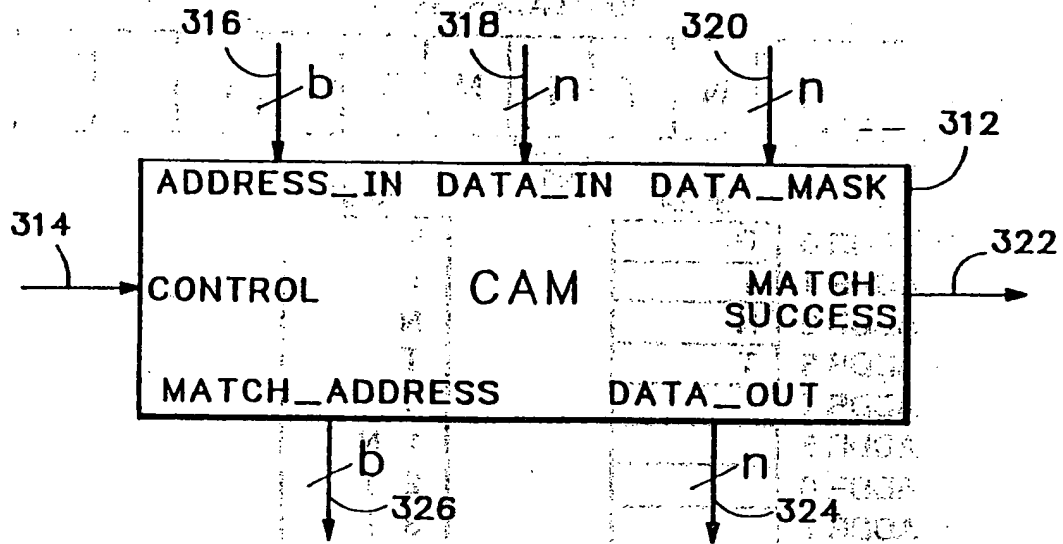 316
318
320
b
n
n
312
ADDRESS_IN DATA_IN DATA_MASK
314
322
CONTROL
CAM
MATCH
SUCCESS
MATCH_ADDRESS
DATA_OUT
b
n
326
324